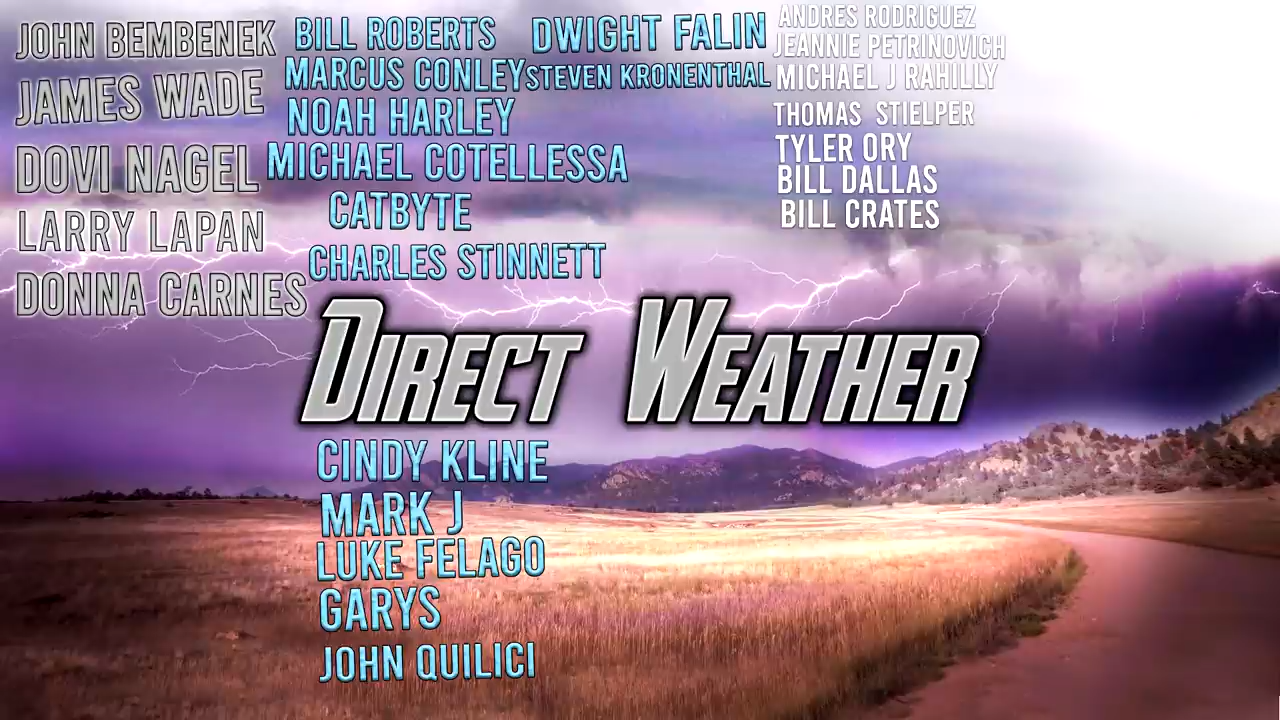 JOHN BEMBENEK
JAMES WADE
DOVI NAGEL
LARRY LAPAN
DONNA CARNES
BILL ROBERTS
MARCUS CONLEY
NOAH HARLEY
MICHAEL COTELLESSA
CATBYTE
CHARLES STINNETT
DWIGHT FALIN
STEVEN KRONENTHAL
ANDRES RODRIGUEZ
JEANNIE PETRINOVICH
MICHAEL J RAHILLY
THOMAS STIELPER
TYLER ORY
BILL DALLAS
BILL CRATES
DIRECT WEATHER
CINDY KLINE
MARK J
LUKE FELAGO
GARYS
JOHN QUILICI